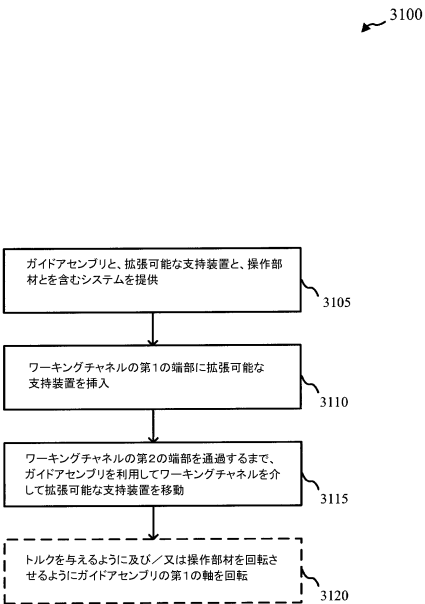 3100
ガイドアセンブリと、拡張可能な支持装置と、操作部
材とを含むシステムを提供
3105
ワーキングチャネルの第1の端部に拡張可能な
支持装置を挿入
3110
ワーキングチャネルの第2の端部を通過するまで、
ガイドアセンブリを利用してワーキングチャネルを介
して拡張可能な支持装置を移動
3115
トルクを与えるように及び/又は操作部材を回転さ
せるようにガイドアセンブリの第1の軸を回転
3120